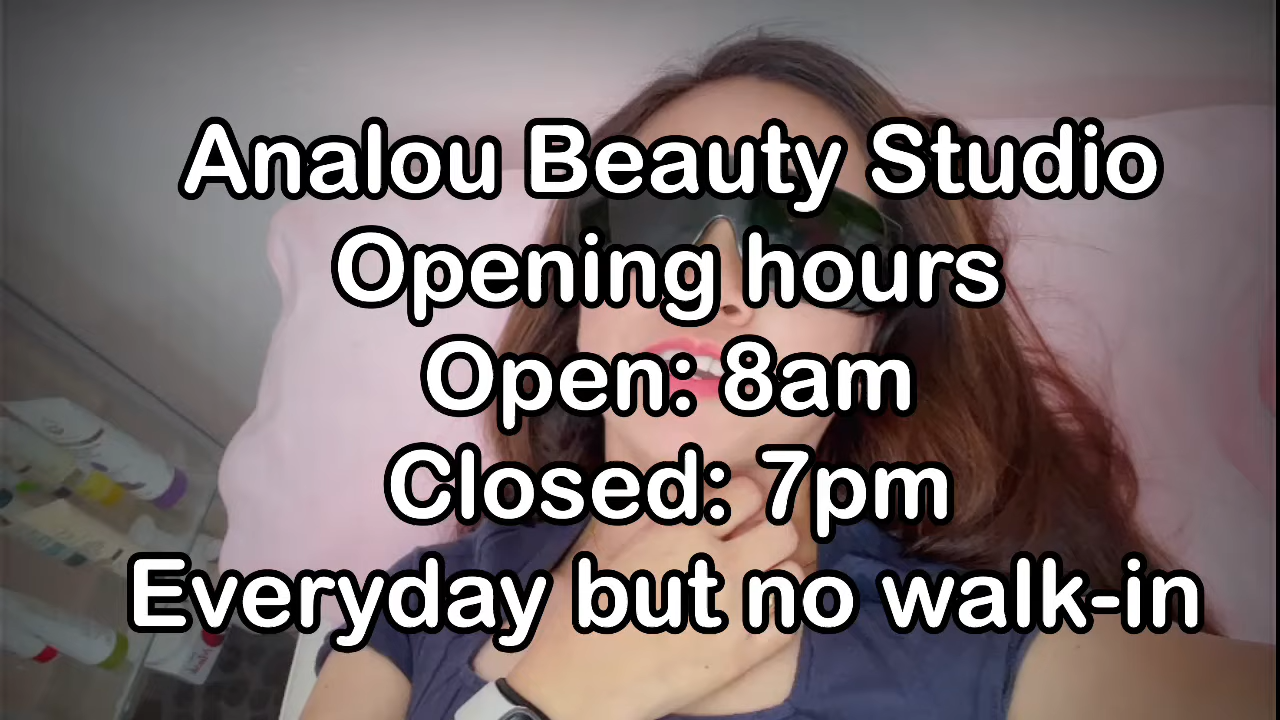 Analou Beauty Studio
Opening hours
Open: 8am
Closed: 7pm
Everyday but no walk-in